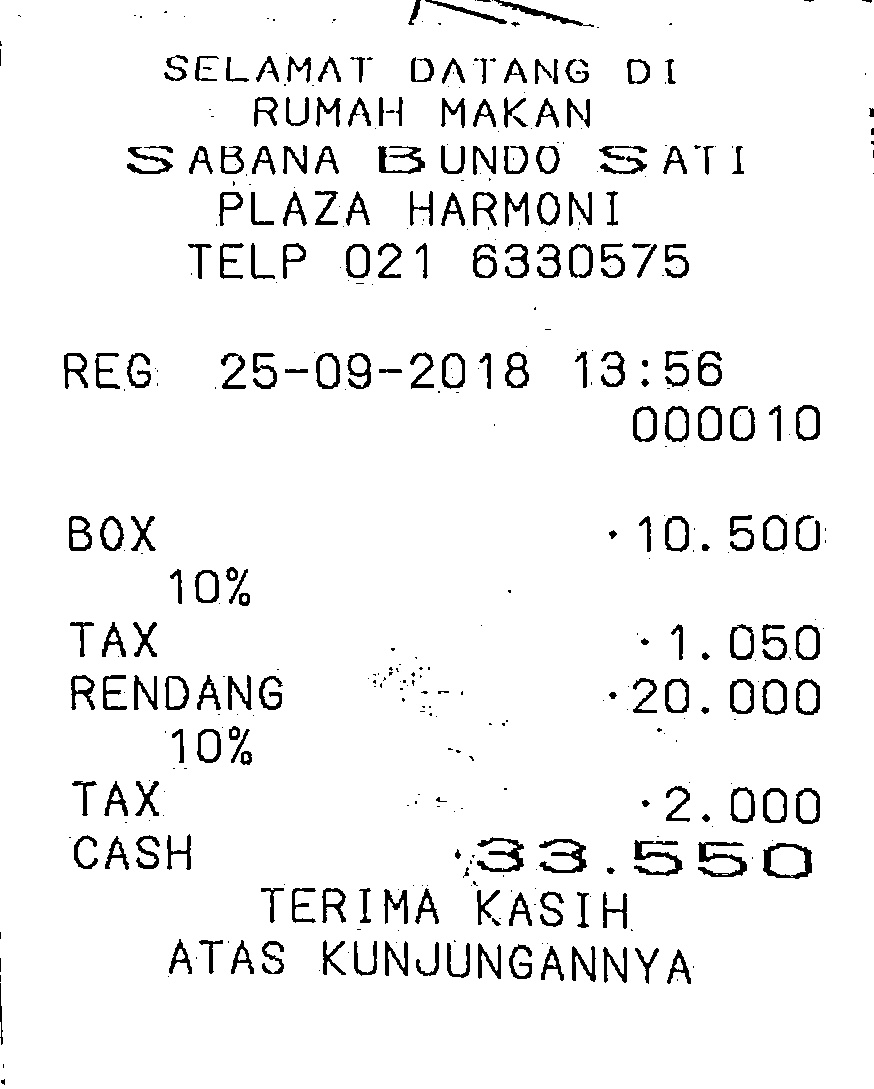 SELAMAT DATANG DI
RUMAH MAKAN
SABANA BUNDO SATI
PLAZA HARMONI
TELP 021 6330575
REG 25-09-2018 13:56
000010
BOX ·10.500
10%
TAX ·1.050
RENDANG ·20.000
10%
TAX ·2.000
CASH ·33.550
TERIMA KASIH
ATAS KUNJUNGANNYA